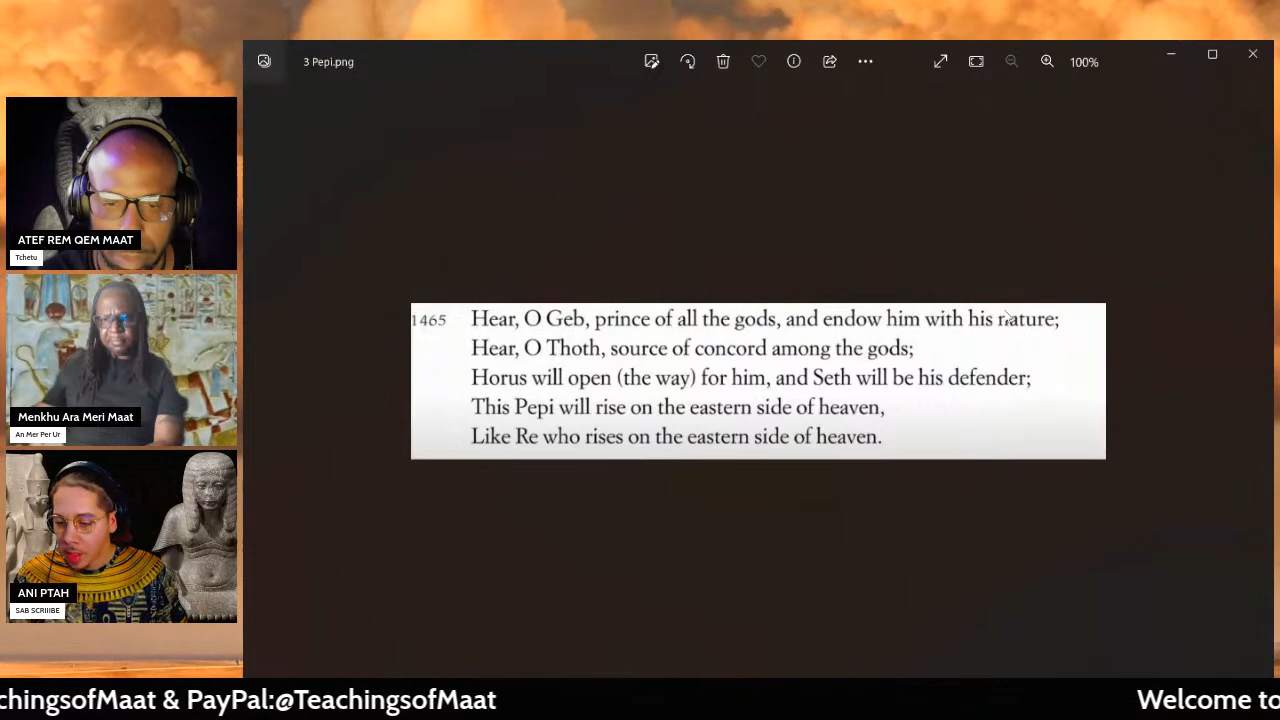 3 Pepi.png
100%
ATEF REM QEM MAAT
Tchetu
Menkhu Ara Meri Maat
An Mer Per Ur
ANI PTAH
SAB SCRIIIBE
1465 Hear, O Geb, prince of all the gods, and endow him with his nature;
Hear, O Thoth, source of concord among the gods;
Horus will open (the way) for him, and Seth will be his defender;
This Pepi will rise on the eastern side of heaven,
Like Re who rises on the eastern side of heaven.
chingsofMaat & PayPal:@TeachingsofMaat
Welcome to